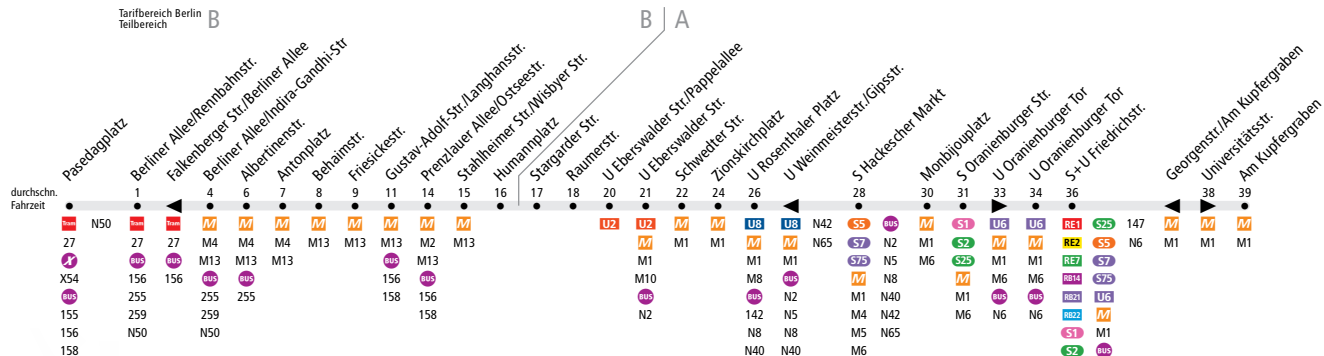 Tarifbereich Berlin B
Teilbereich
B A
Pasedagplatz
Berliner Allee/Rennbahnstr.
Falkenberger Str./Berliner Allee
Berliner Allee/Indira-Gandhi-Str
Albertinenstr.
Antonplatz
Behaimstr.
Friesickestr.
Gustav-Adolf-Str./Langhansstr.
Prenzlauer Allee/Ostseestr.
Stahlheimer Str./Wisbyer Str.
Humannplatz
Stargarder Str.
Raumerstr.
U Eberswalder Str./Pappelallee
U Eberswalder Str.
Schwedter Str.
Zionskirchplatz
U Rosenthaler Platz
U Weinmeisterstr./Gipsstr.
S Hackescher Markt
Monbijouplatz
S Oranienburger Str.
U Oranienburger Tor
U Oranienburger Tor
S+U Friedrichstr.
Georgenstr./Am Kupfergraben
Universitätsstr.
Am Kupfergraben
durchschn. 1 4 6 7 8 9 11 14 15 16 17 18 20 21 22 24 26 28 30 31 33 34 36 38 39
Fahrzeit
Tram N50 Tram Tram M M M M M M M M U2 U2 M M U8 U8 N42 S5 BUS M S1 U6 U6 RE1 S25 147 M M M
27 27 27 M4 M4 M4 M13 M13 M13 M2 M13 M M1 M1 M M N65 S7 N2 M1 S2 M M RE2 S5 N6 M1 M1 M1
X BUS BUS M13 M13 M13 BUS M13 M1 M1 M1 S75 N5 M6 S25 M1 M1 RE7 S7
X54 156 156 BUS BUS 156 BUS M10 M8 BUS M N8 M M6 M6 RB14 S75
BUS 255 255 255 158 156 BUS BUS N2 M1 N40 M1 BUS BUS RB21 U6
155 259 259 158 N2 142 N5 M4 N42 M6 N6 N6 RB22 M
156 N50 N50 N8 N8 M5 N65 S1 M1
158 N40 N40 M6 S2 BUS